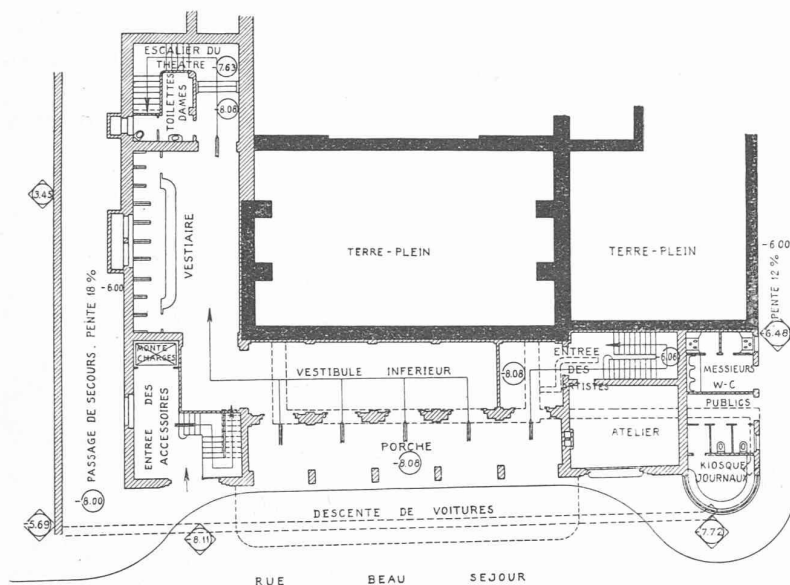 ESCALIER DU
THEATRE
-7.63
TOILETTES
DAMES
-8.08
3.45
VESTIAIRE
TERRE-PLEIN
TERRE-PLEIN
-6.00
PENTE 12%
-6.00
PASSAGE DE SECOURS. PENTE 18%
MONTE
CHARGES
VESTIBULE INFERIEUR
-8.08
ENTREE
DES
ARTISTES
6.06
-6.48
MESSIEURS
W-C
PUBLICS
ENTREE DES
ACCESSOIRES
PORCHE
-8.08
ATELIER
KIOSQUE
JOURNAUX
-8.00
-5.69
-8.11
DESCENTE DE VOITURES
-7.72
RUE BEAU SEJOUR